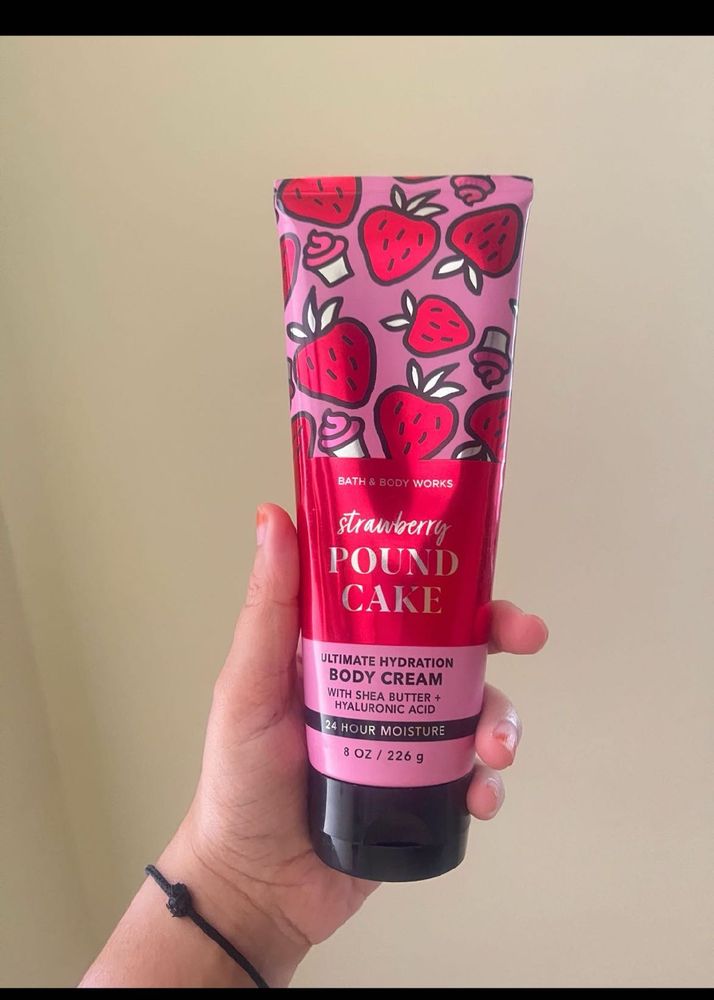 BATH & BODY WORKS
strawberry
POUND
CAKE
ULTIMATE HYDRATION
BODY CREAM
WITH SHEA BUTTER +
HYALURONIC ACID
24 HOUR MOISTURE
8 OZ / 226 g